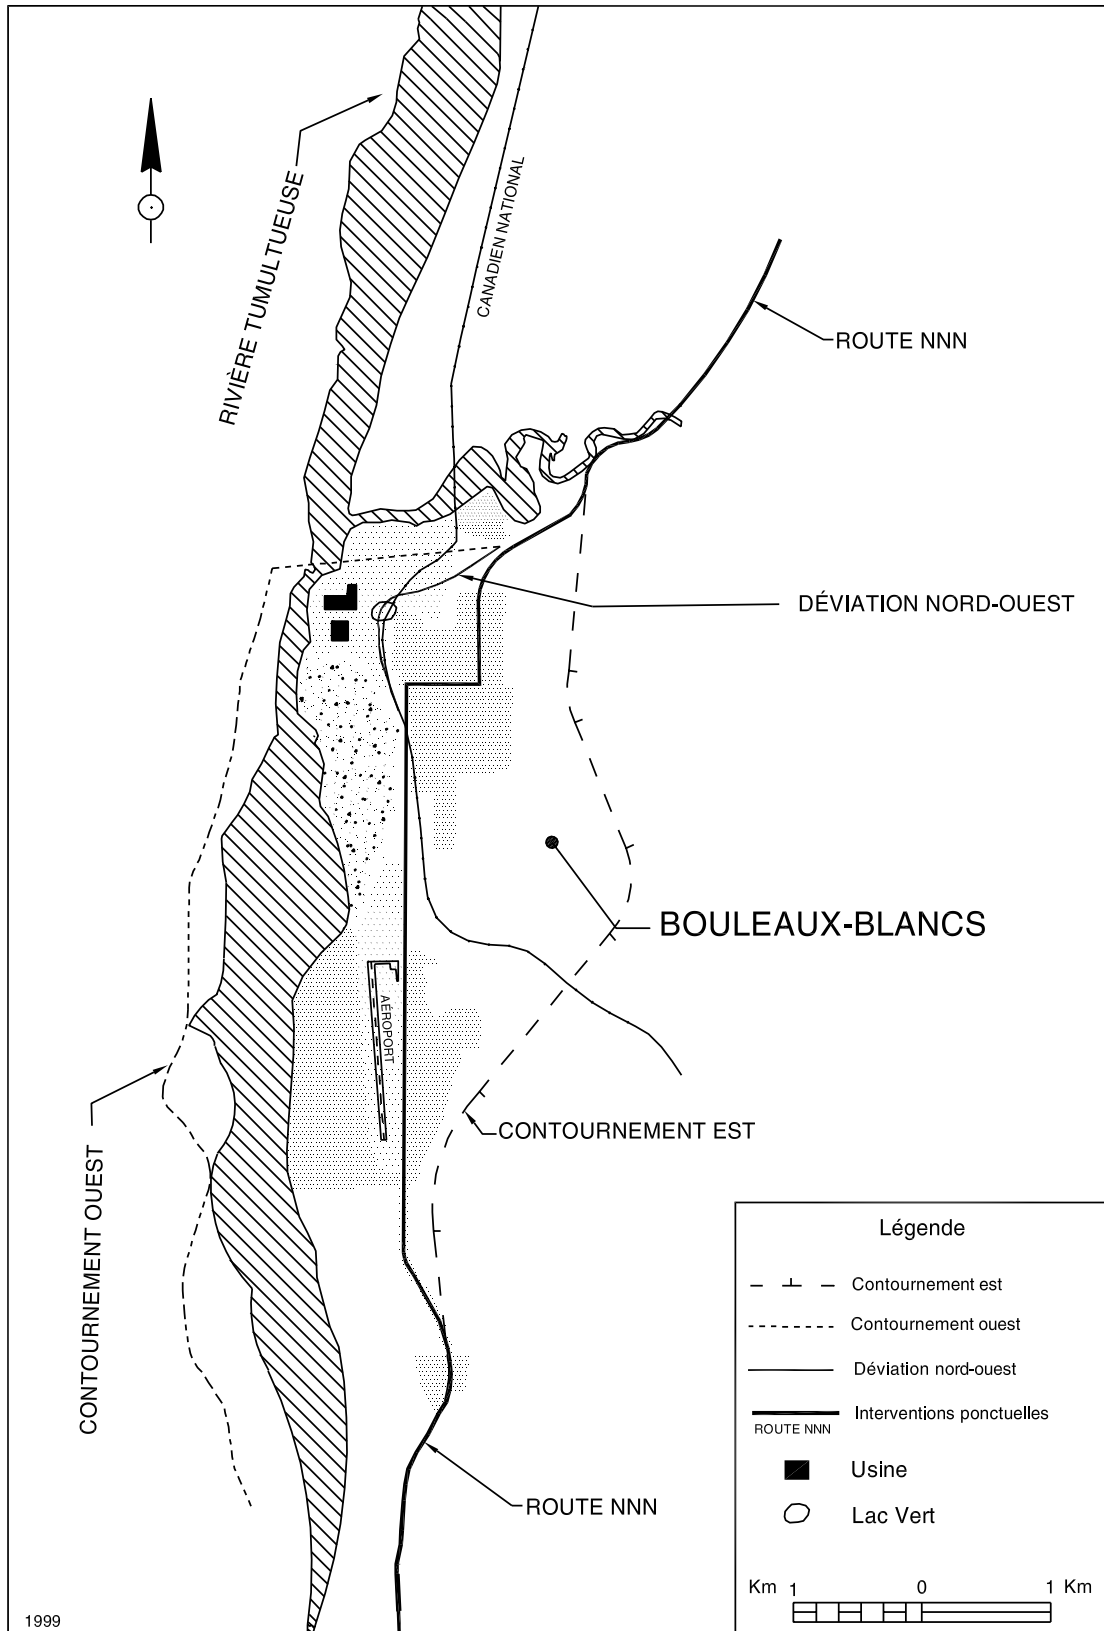 RIVIÈRE TUMULTUEUSE
CANADIEN NATIONAL
ROUTE NNN
DÉVIATION NORD-OUEST
BOULEAUX-BLANCS
AÉROPORT
CONTOURNEMENT EST
CONTOURNEMENT OUEST
ROUTE NNN
Légende
Contournement est
Contournement ouest
Déviation nord-ouest
Interventions ponctuelles
ROUTE NNN
Usine
Lac Vert
Km 1 0 1 Km
1999